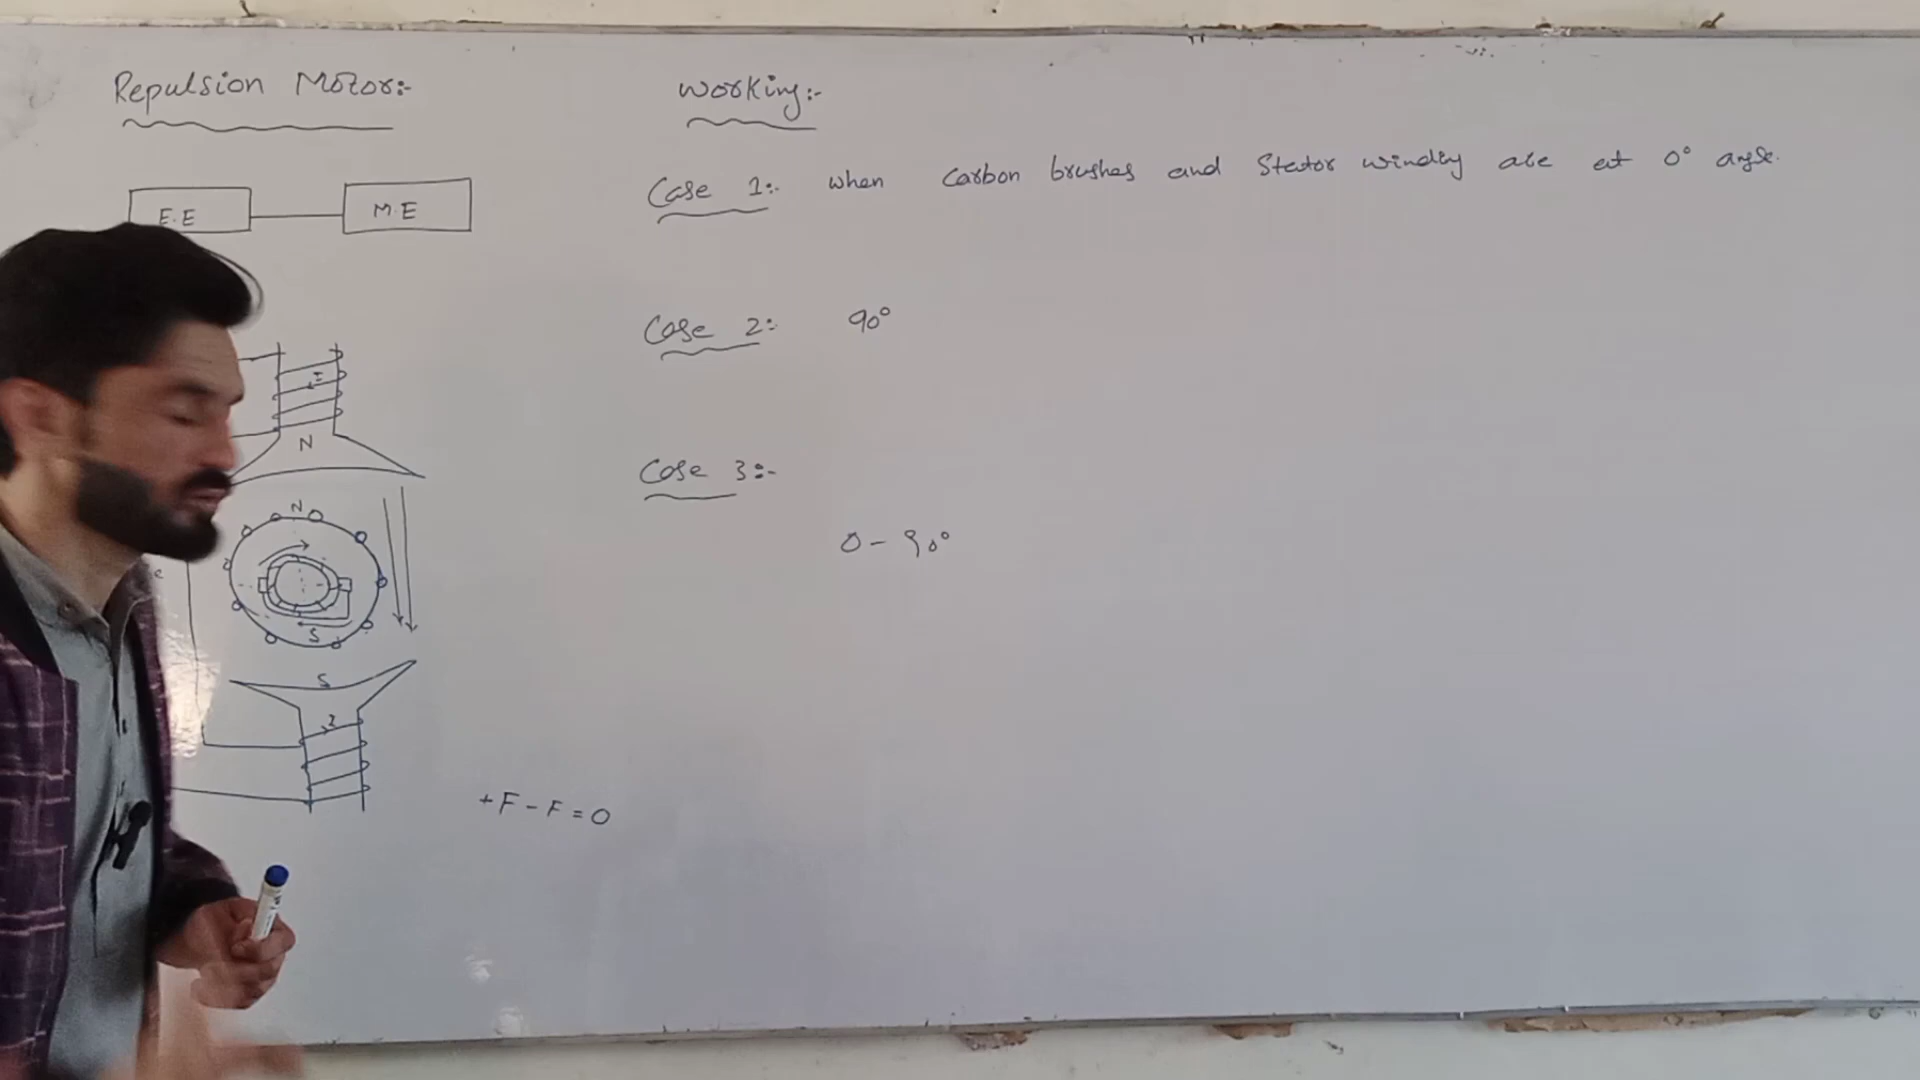 Repulsion Motor:-
E.E M.E
I
N
N
S
S
I
+F-F=0
Working:-
Case 1:- when Carbon brushes and Stator winding are at 0° angle.
Case 2:- 90°
Case 3:-
0-90°